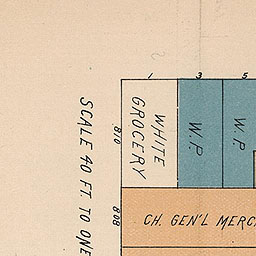 1 3 5
WHITE
GROCERY
W.P.
W.P.
810
808
CH. GEN'L MERC
SCALE 40 FT. TO ONE